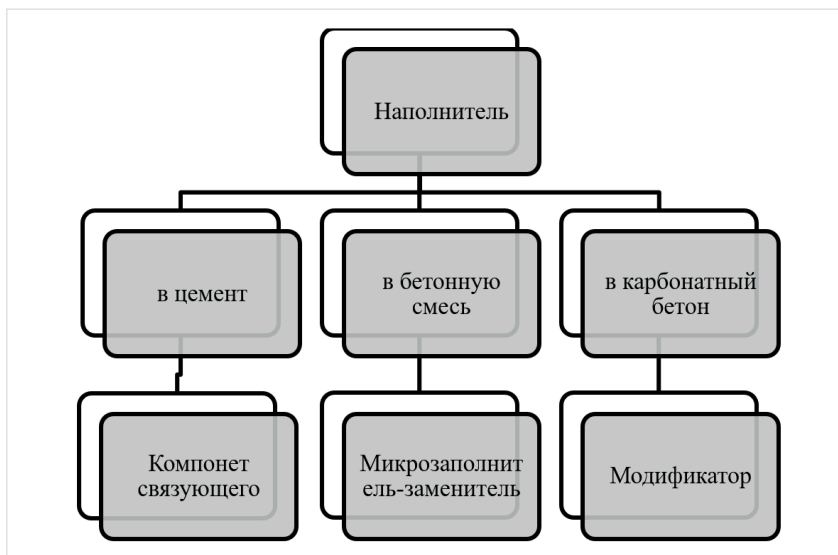 Наполнитель
в цемент
в бетонную
смесь
в карбонатный
бетон
Компонет
связующего
Микрозаполнит
ель-заменитель
Модификатор